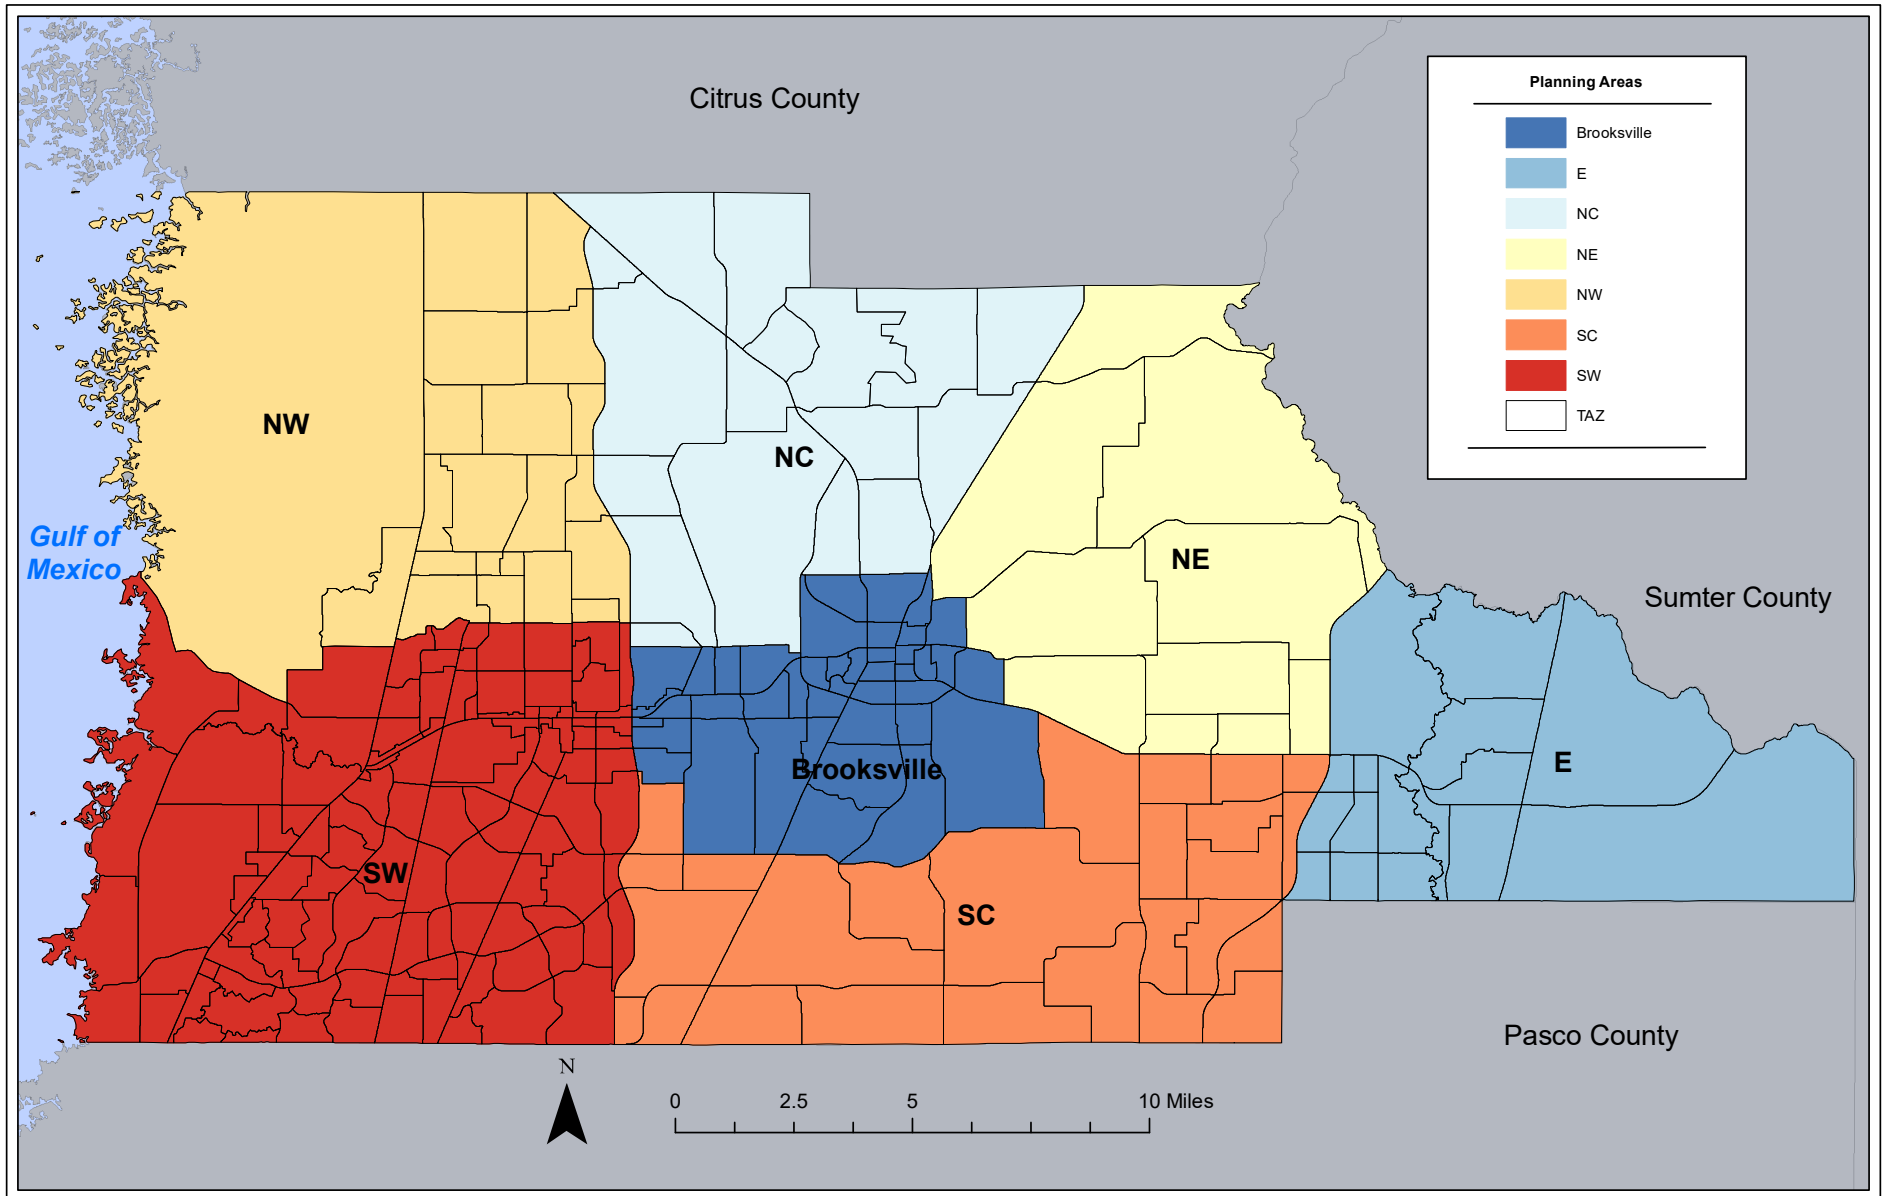 Citrus County
Planning Areas
Brooksville
E
NC
NE
NW
SC
SW
TAZ
NW
NC
Gulf of
Mexico
NE
Sumter County
E
Brooksville
SW
SC
Pasco County
N
0 2.5 5 10 Miles